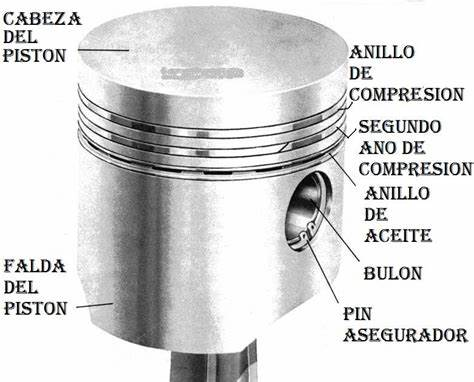 CABEZA
DEL
PISTON
ANILLO
DE
COMPRESION
SEGUNDO
ANO DE
COMPRESION
ANILLO
DE
ACEITE
BULON
FALDA
DEL
PISTON
PIN
ASEGURADOR